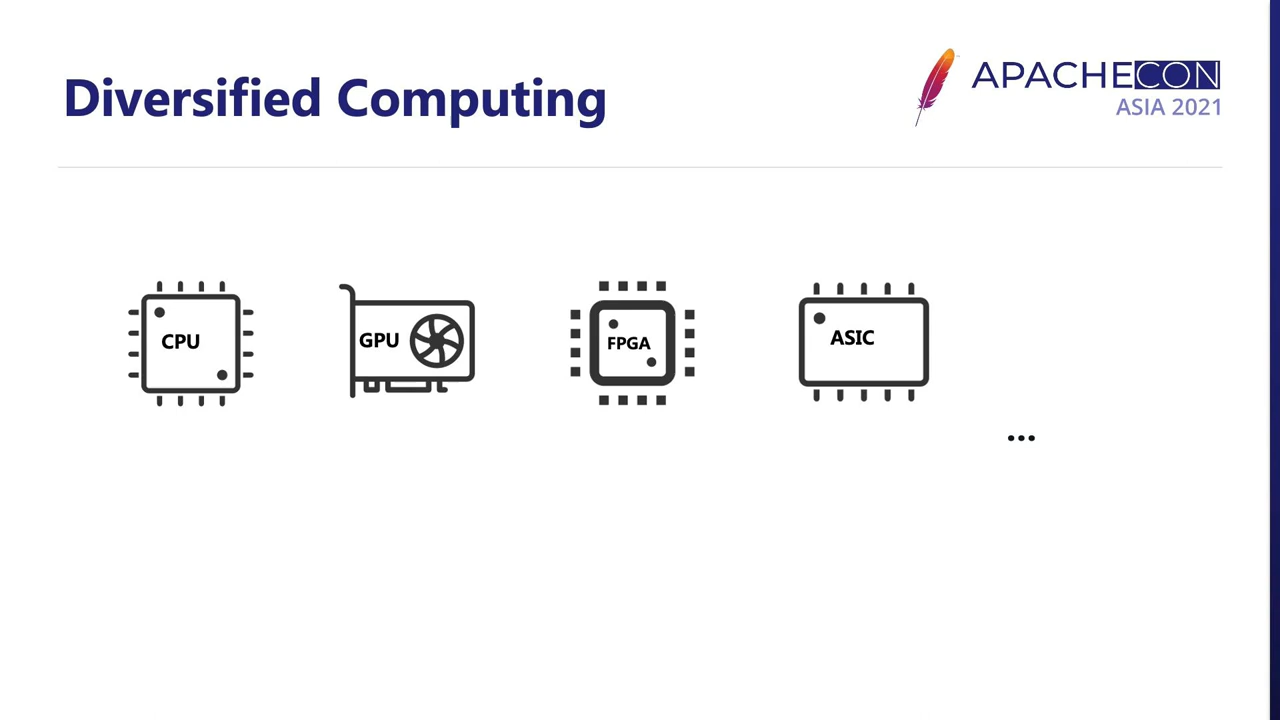 Diversified Computing
APACHECON
ASIA 2021
CPU
GPU
FPGA
ASIC
...